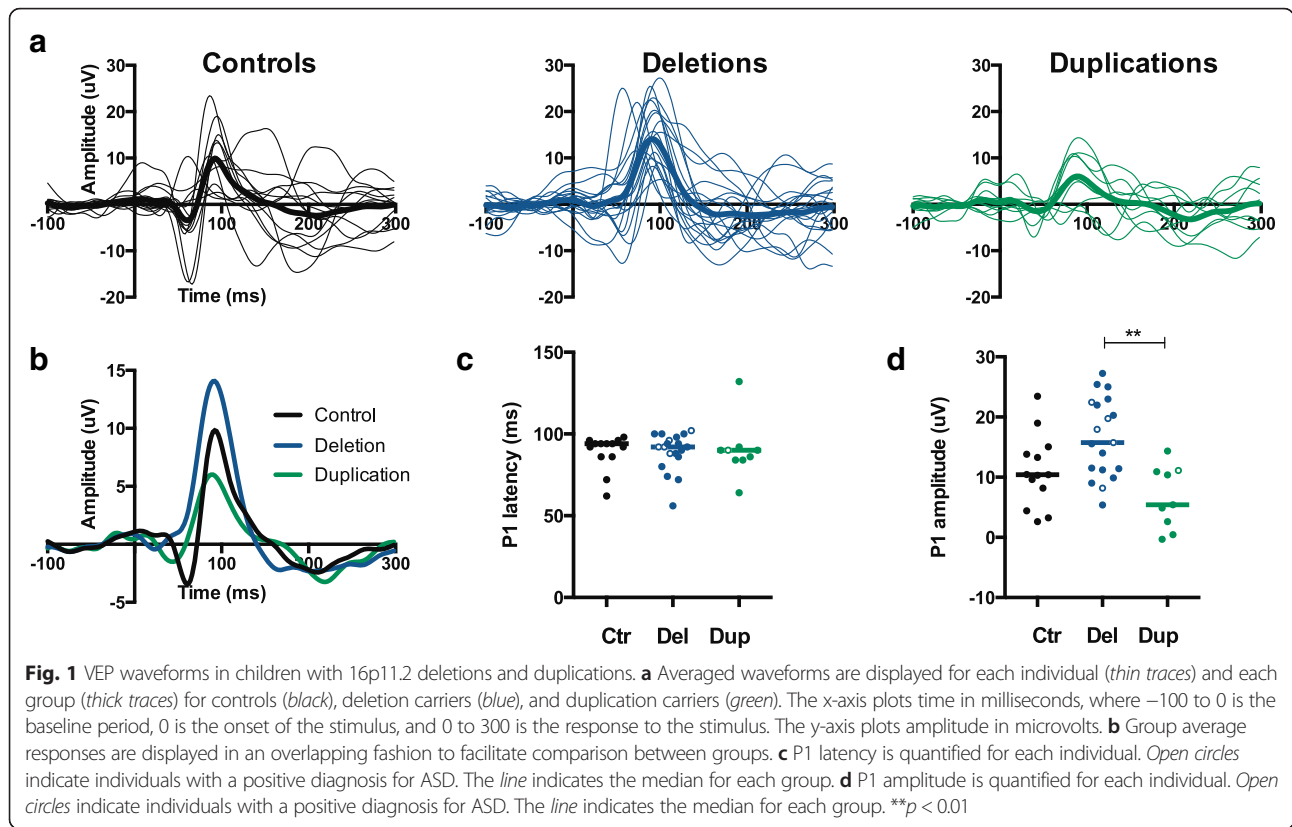 a
Controls
Deletions
Duplications
30
20
10
-10
-20
Amplitude (uV)
-100
100
200
300
Time (ms)
30
20
10
-10
-20
-100
100
200
300
30
20
10
-10
-20
-100
100
200
300
b
15
10
5
-5
Amplitude (uV)
-100
100
200
300
Time (ms)
Control
Deletion
Duplication
c
150
100
50
0
P1 latency (ms)
Ctr Del Dup
d
**
30
20
10
0
-10
P1 amplitude (uV)
Ctr Del Dup
Fig. 1 VEP waveforms in children with 16p11.2 deletions and duplications. a Averaged waveforms are displayed for each individual (thin traces) and each
group (thick traces) for controls (black), deletion carriers (blue), and duplication carriers (green). The x-axis plots time in milliseconds, where −100 to 0 is the
baseline period, 0 is the onset of the stimulus, and 0 to 300 is the response to the stimulus. The y-axis plots amplitude in microvolts. b Group average
responses are displayed in an overlapping fashion to facilitate comparison between groups. c P1 latency is quantified for each individual. Open circles
indicate individuals with a positive diagnosis for ASD. The line indicates the median for each group. d P1 amplitude is quantified for each individual. Open
circles indicate individuals with a positive diagnosis for ASD. The line indicates the median for each group. **p < 0.01